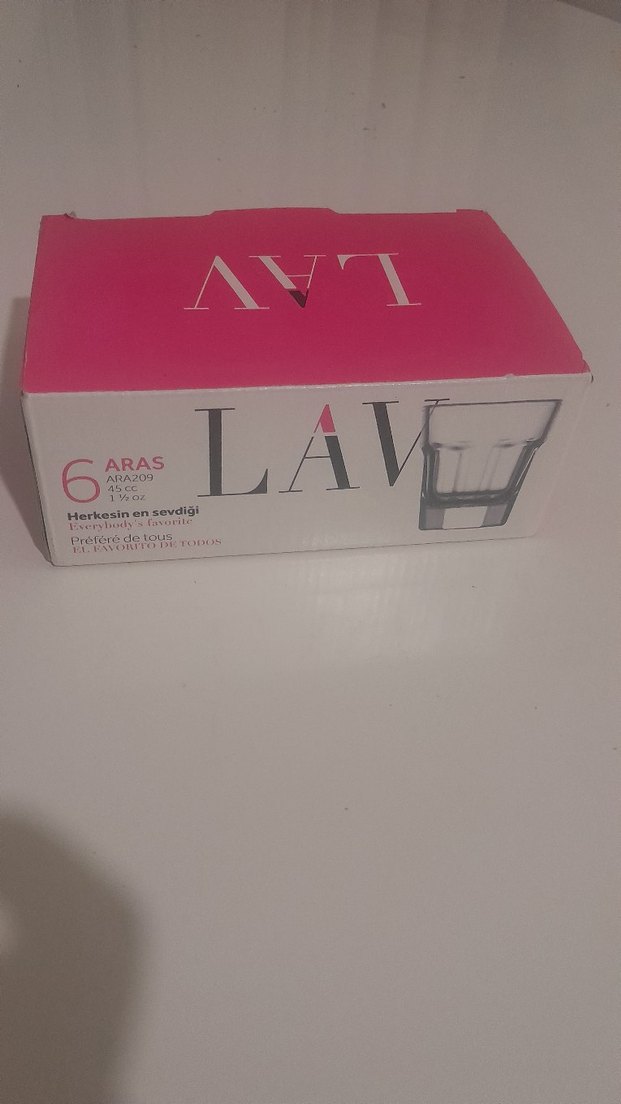 LAV
LAV
6 ARAS
ARA209
45 cc
1 ½ oz
Herkesin en sevdiği
Everybody's favorite
Préféré de tous
EL FAVORITO DE TODOS